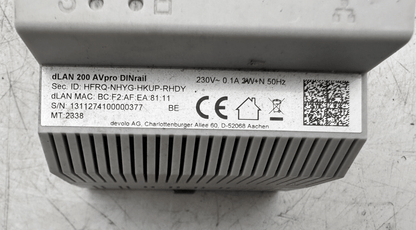 dLAN 200 AVpro DINrail
230V~ 0.1A 3W+N 50Hz
Sec. ID: HFRQ-NHYG-HKUP-RHDY
dLAN MAC: BC:F2:AF:EA:81:11
S/N: 1311274100000377 BE
MT:2338
CE
devolo AG, Charlottenburger Allee 60, D-52068 Aachen